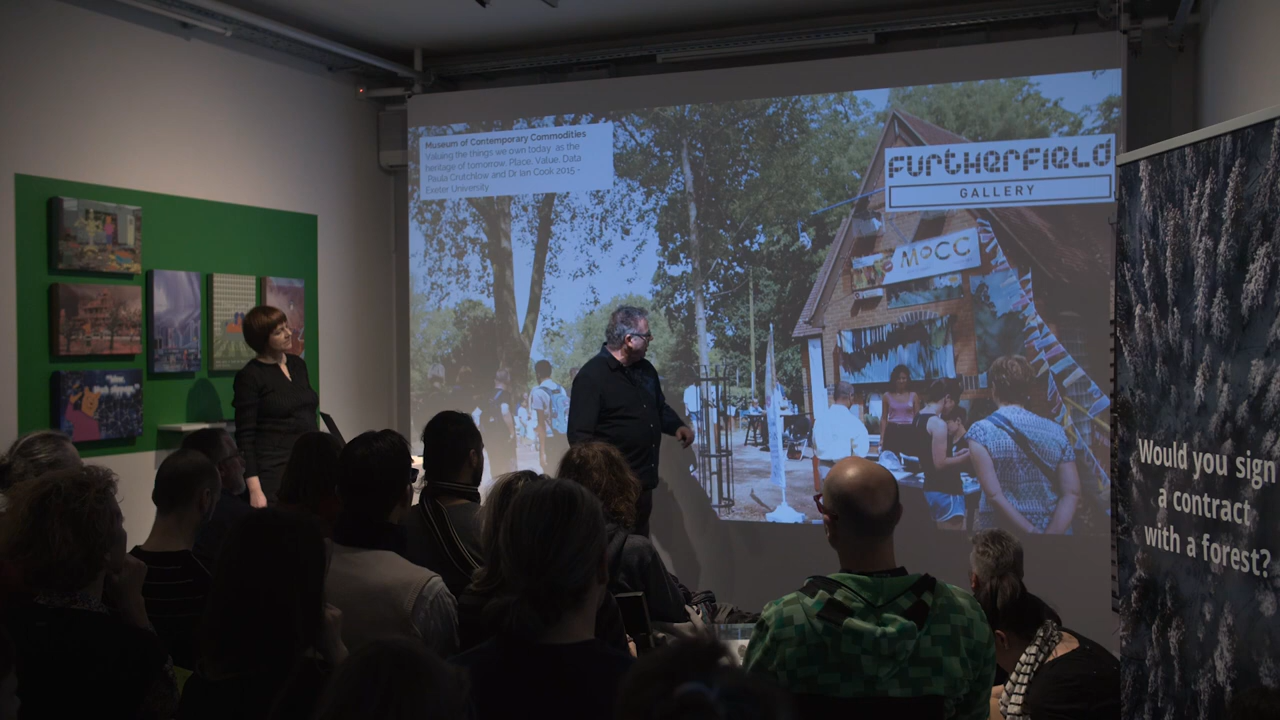 Museum of Contemporary Commodities
Valuing the things we own today as the
heritage of tomorrow. Place, Value, Data
Paula Crutchlow and Dr Ian Cook 2015 -
Exeter University
FURTHERFIELD
GALLERY
MoCC
Would you sign
a contract
with a forest?